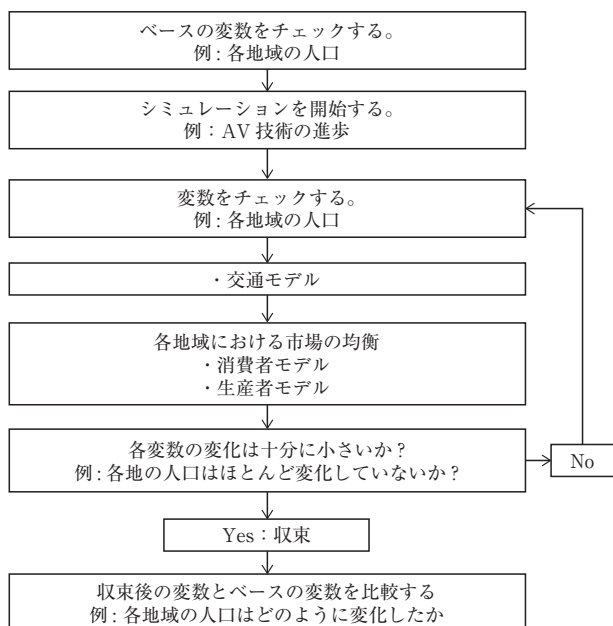 ベースの変数をチェックする。
例:各地域の人口
シミュレーションを開始する。
例：AV 技術の進歩
変数をチェックする。
例:各地域の人口
・交通モデル
各地域における市場の均衡
・消費者モデル
・生産者モデル
各変数の変化は十分に小さいか？
例:各地の人口はほとんど変化していないか？
No
Yes：収束
収束後の変数とベースの変数を比較する
例:各地域の人口はどのように変化したか